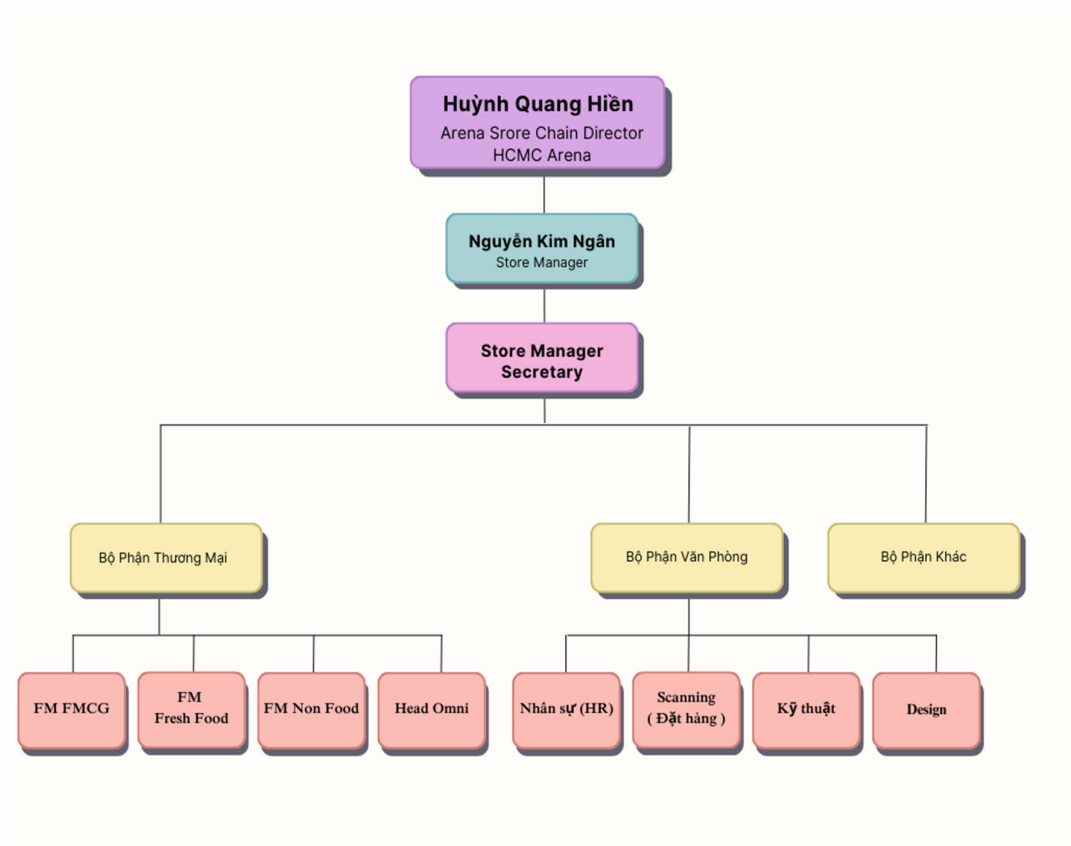 Huỳnh Quang Hiền
Arena Srore Chain Director
HCMC Arena
Nguyễn Kim Ngân
Store Manager
Store Manager
Secretary
Bộ Phận Thương Mại
Bộ Phận Văn Phòng
Bộ Phận Khác
FM FMCG
FM
Fresh Food
FM Non Food
Head Omni
Nhân sự (HR)
Scanning
( Đặt hàng )
Kỹ thuật
Design